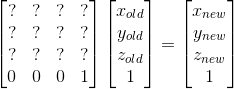 ? ? ? ? x_old x_new
? ? ? ? y_old = y_new
? ? ? ? z_old z_new
0 0 0 1 1 1